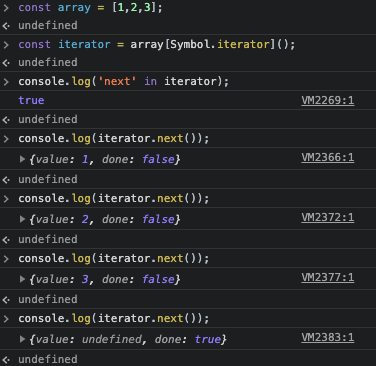 const array = [1,2,3];
undefined
const iterator = array[Symbol.iterator]();
undefined
console.log('next' in iterator);
true VM2269:1
undefined
console.log(iterator.next());
{value: 1, done: false} VM2366:1
undefined
console.log(iterator.next());
{value: 2, done: false} VM2372:1
undefined
console.log(iterator.next());
{value: 3, done: false} VM2377:1
undefined
console.log(iterator.next());
{value: undefined, done: true} VM2383:1
undefined